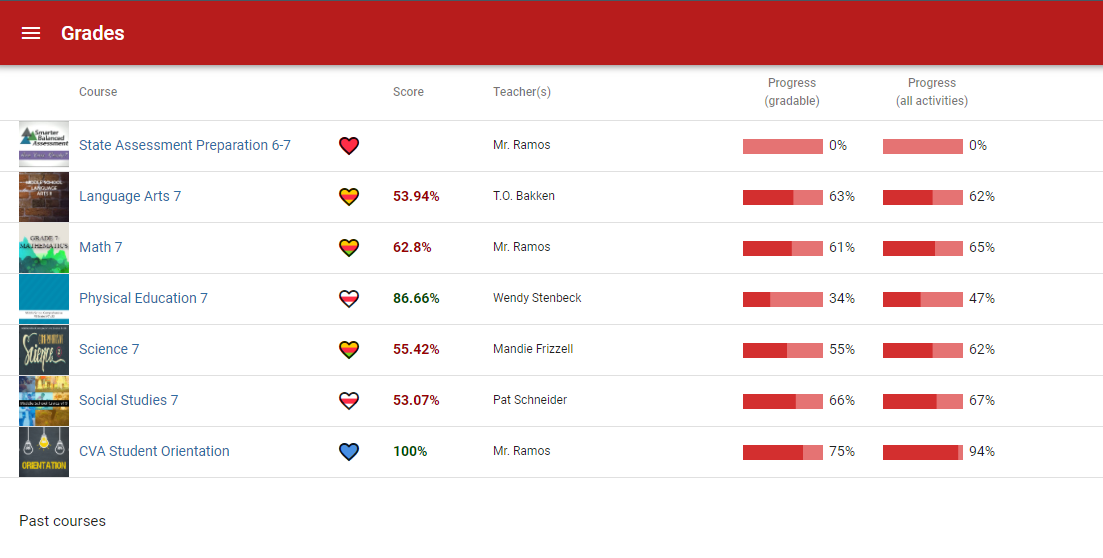 Grades
Course Score Teacher(s) Progress (gradable) Progress (all activities)
Smarter
Balanced
Assessment
State Assessment Preparation 6-7 Mr. Ramos 0% 0%
MIDDLE SCHOOL
LANGUAGE
Language Arts 7 53.94% T.O. Bakken 63% 62%
GRADE 7
MATHEMATICS
Math 7 62.8% Mr. Ramos 61% 65%
Physical Education 7 86.66% Wendy Stenbeck 34% 47%
Science
Science 7 55.42% Mandie Frizzell 55% 62%
Social Studies 7 53.07% Pat Schneider 66% 67%
ORIENTATION
CVA Student Orientation 100% Mr. Ramos 75% 94%
Past courses